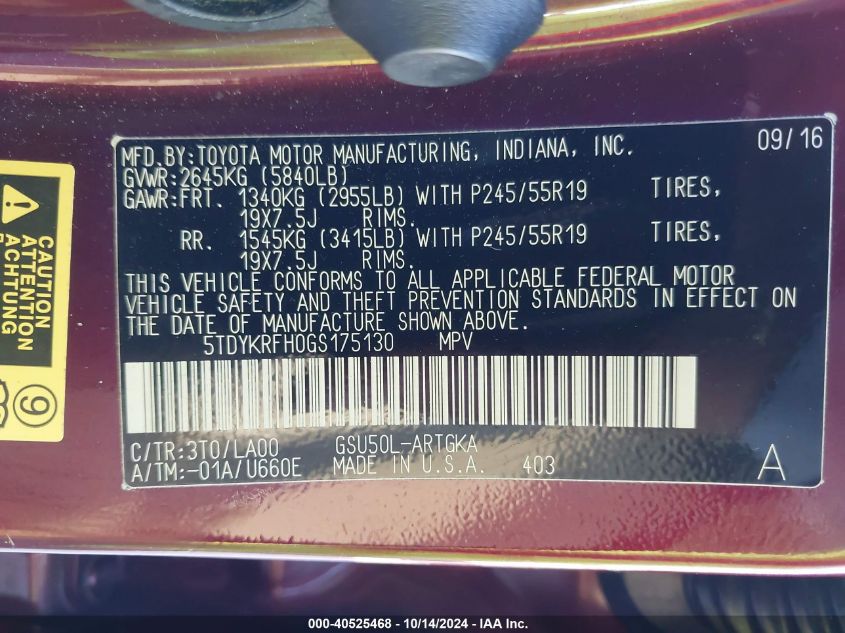 MFD.BY:TOYOTA MOTOR MANUFACTURING, INDIANA, INC. 09/16
GVWR:2645KG (5840LB)
GAWR:FRT. 1340KG (2955LB) WITH P245/55R19 TIRES,
19X7.5J RIMS.
RR. 1545KG (3415LB) WITH P245/55R19 TIRES,
19X7.5J RIMS.
THIS VEHICLE CONFORMS TO ALL APPLICABLE FEDERAL MOTOR
VEHICLE SAFETY AND THEFT PREVENTION STANDARDS IN EFFECT ON
THE DATE OF MANUFACTURE SHOWN ABOVE.
5TDYKRFH0GS175130 MPV
C/TR:3T0/LA00 GSU50L-ARTGKA
A/TM:-01A/U660E MADE IN U.S.A. 403 A
CAUTION
ATTENTION
ACHTUNG
9
000-40525468 - 10/14/2024 - IAA Inc.